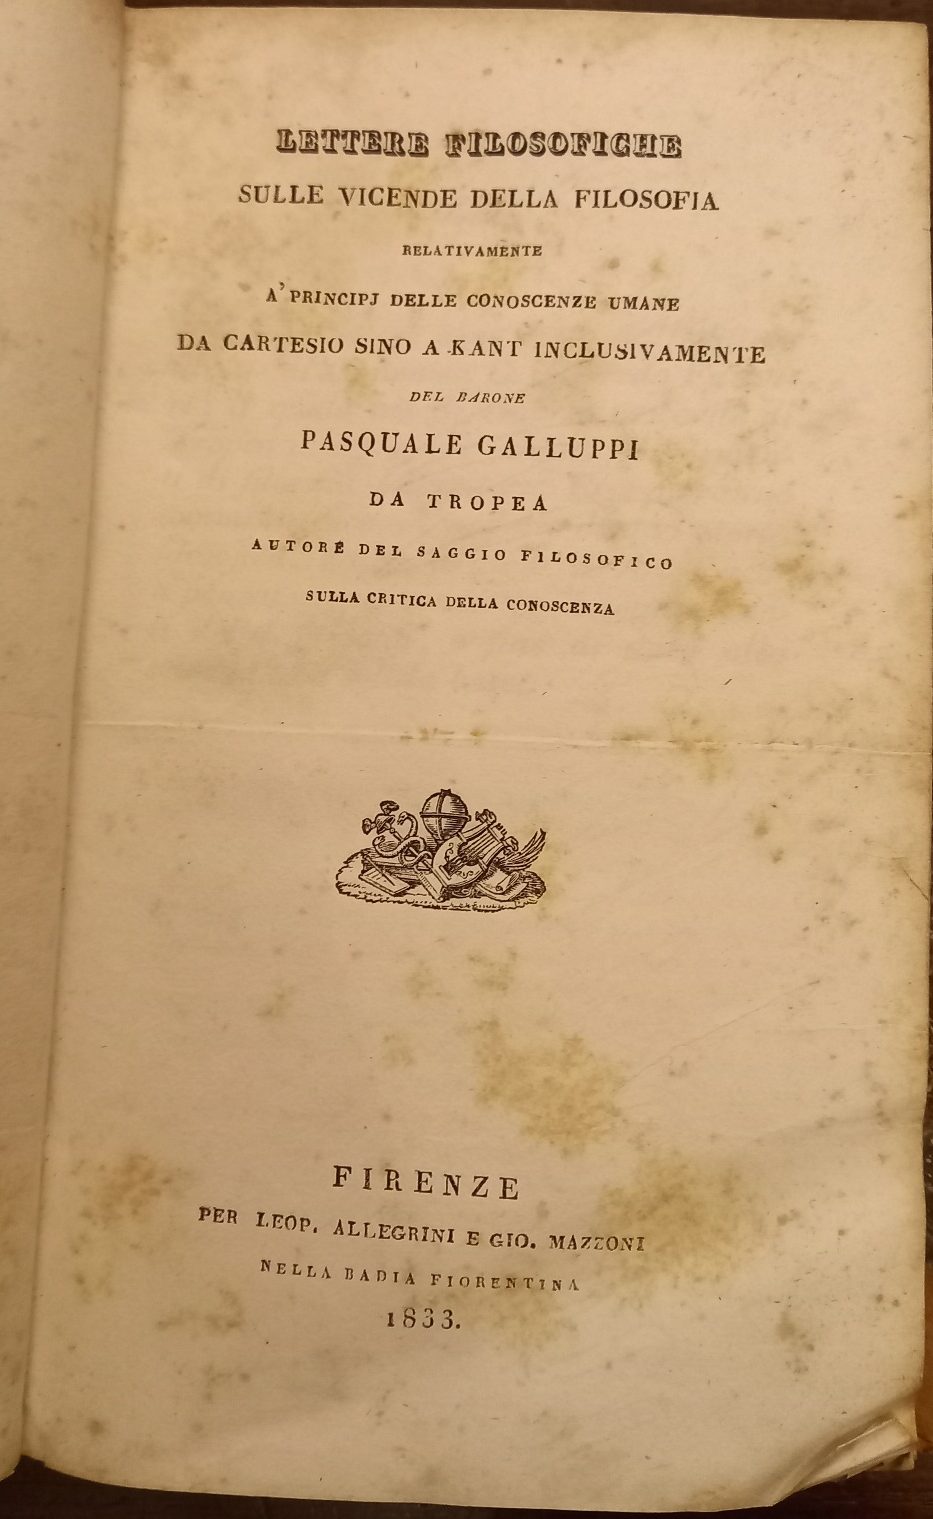 LETTERE FILOSOFICHE
SULLE VICENDE DELLA FILOSOFIA
RELATIVAMENTE
A' PRINCIPJ DELLE CONOSCENZE UMANE
DA CARTESIO SINO A KANT INCLUSIVAMENTE
DEL BARONE
PASQUALE GALLUPPI
DA TROPEA
AUTORE DEL SAGGIO FILOSOFICO
SULLA CRITICA DELLA CONOSCENZA
FIRENZE
PER LEOP. ALLEGRINI E GIO. MAZZONI
NELLA BADIA FIORENTINA
1833.